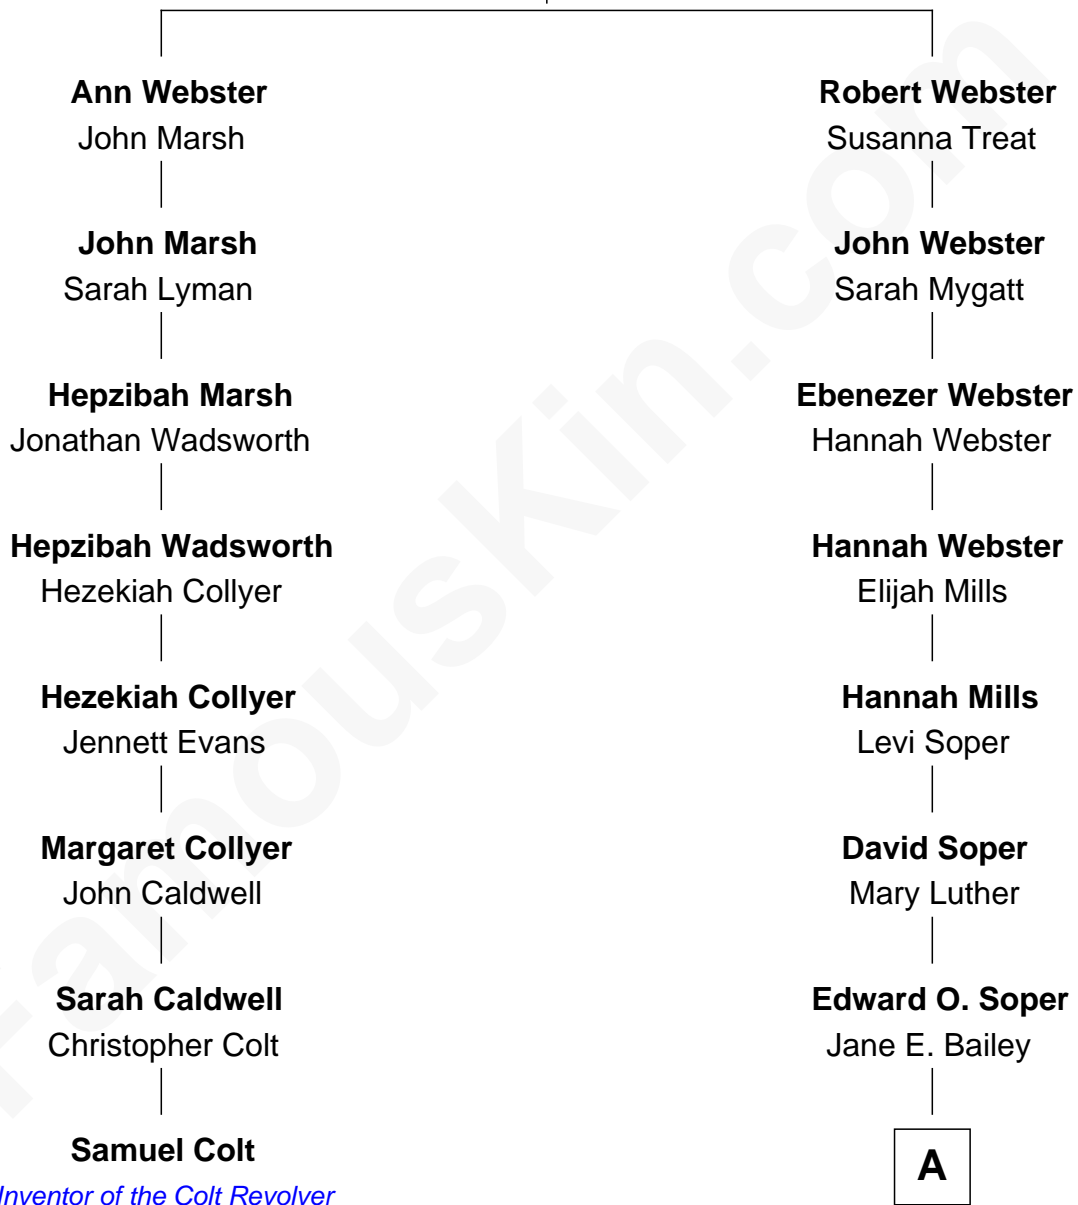 Ann Webster
John Marsh
John Marsh
Sarah Lyman
Hepzibah Marsh
Jonathan Wadsworth
Hepzibah Wadsworth
Hezekiah Collyer
Hezekiah Collyer
Jennett Evans
Margaret Collyer
John Caldwell
Sarah Caldwell
Christopher Colt
Samuel Colt
Inventor of the Colt Revolver
Robert Webster
Susanna Treat
John Webster
Sarah Mygatt
Ebenezer Webster
Hannah Webster
Hannah Webster
Elijah Mills
Hannah Mills
Levi Soper
David Soper
Mary Luther
Edward O. Soper
Jane E. Bailey
A
FamousKin.com